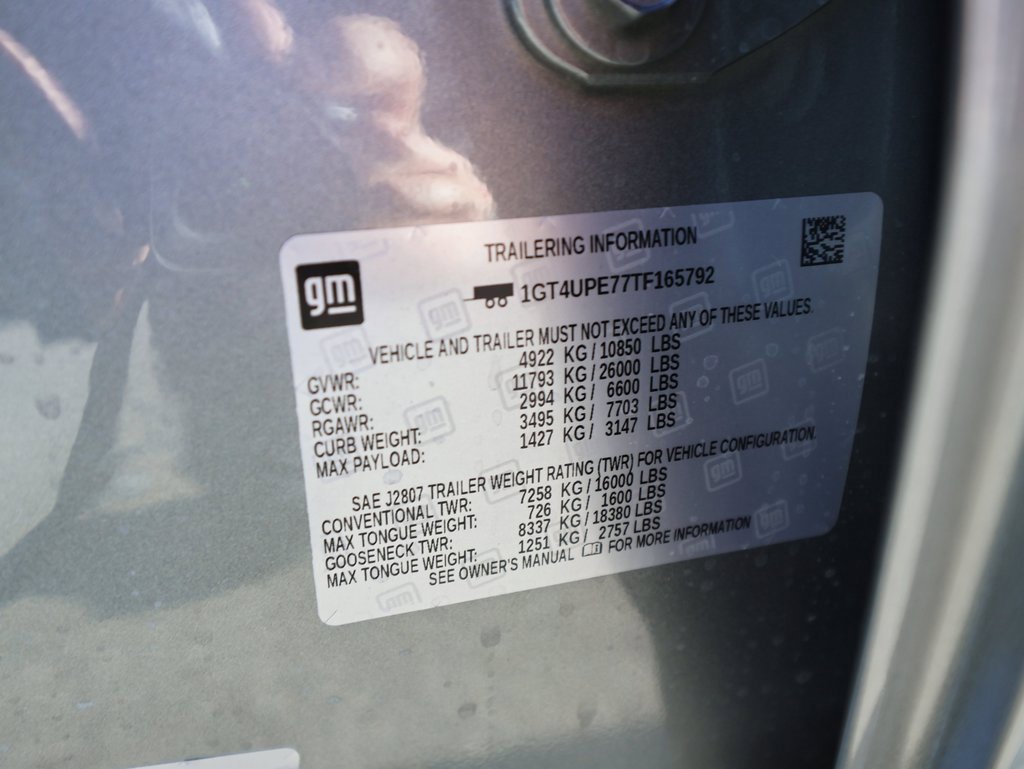 TRAILERING INFORMATION
gm
1GT4UPE77TF165792
VEHICLE AND TRAILER MUST NOT EXCEED ANY OF THESE VALUES.
GVWR: 4922 KG/ 10850 LBS
GCWR: 11793 KG/ 26000 LBS
RGAWR: 2994 KG/ 6600 LBS
CURB WEIGHT: 3495 KG/ 7703 LBS
MAX PAYLOAD: 1427 KG/ 3147 LBS
SAE J2807 TRAILER WEIGHT RATING (TWR) FOR VEHICLE CONFIGURATION.
CONVENTIONAL TWR: 7258 KG/ 16000 LBS
MAX TONGUE WEIGHT: 726 KG/ 1600 LBS
GOOSENECK TWR: 8337 KG/ 18380 LBS
MAX TONGUE WEIGHT: 1251 KG/ 2757 LBS
SEE OWNER'S MANUAL FOR MORE INFORMATION